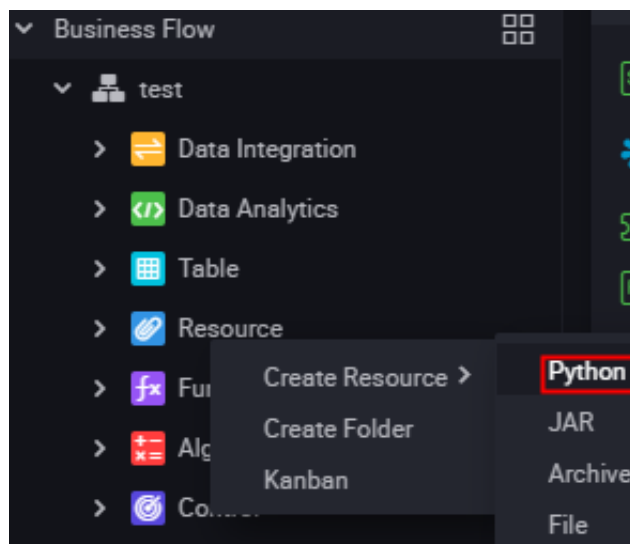 Business Flow
test
Data Integration
Data Analytics
Table
Resource
Create Resource
Python
Create Folder
JAR
Kanban
Archive
File